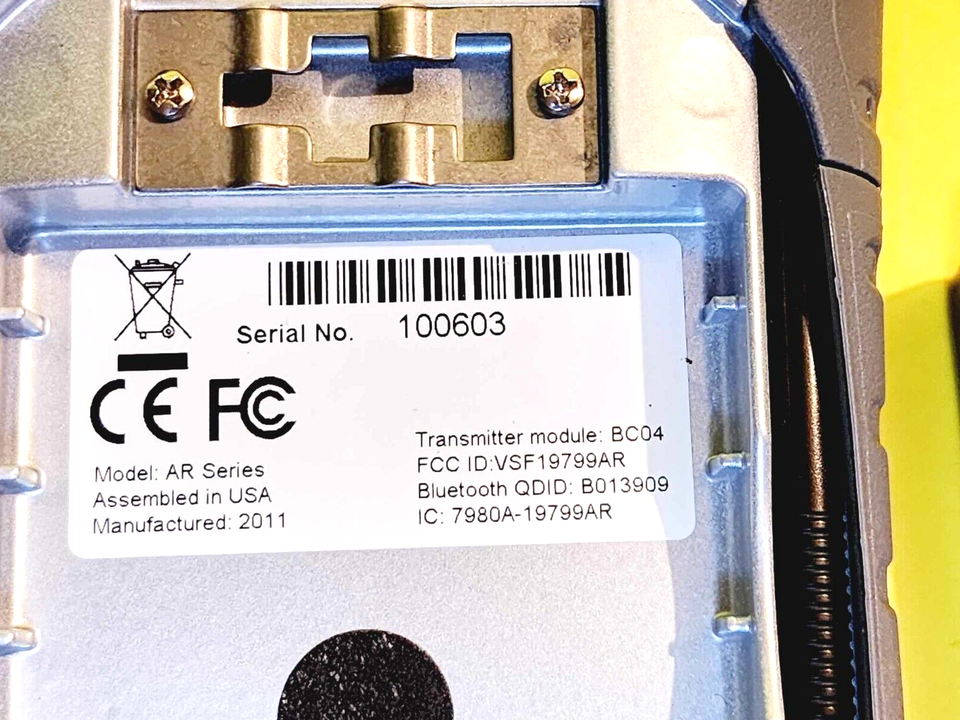 Serial No. 100603
CE FC
Model: AR Series
Assembled in USA
Manufactured: 2011
Transmitter module: BC04
FCC ID:VSF19799AR
Bluetooth QDID: B013909
IC: 7980A-19799AR